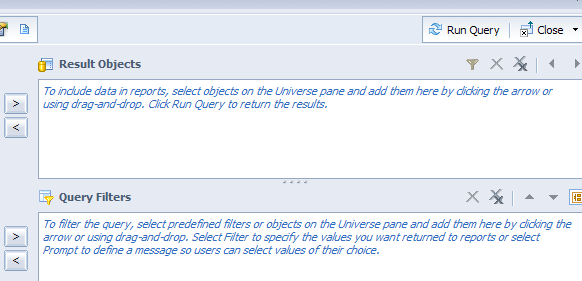 Run Query Close
Result Objects
To include data in reports, select objects on the Universe pane and add them here by clicking the arrow or
using drag-and-drop. Click Run Query to return the results.
Query Filters
To filter the query, select predefined filters or objects on the Universe pane and add them here by clicking the
arrow or using drag-and-drop. Select Filter to specify the values you want returned to reports or select
Prompt to define a message so users can select values of their choice.